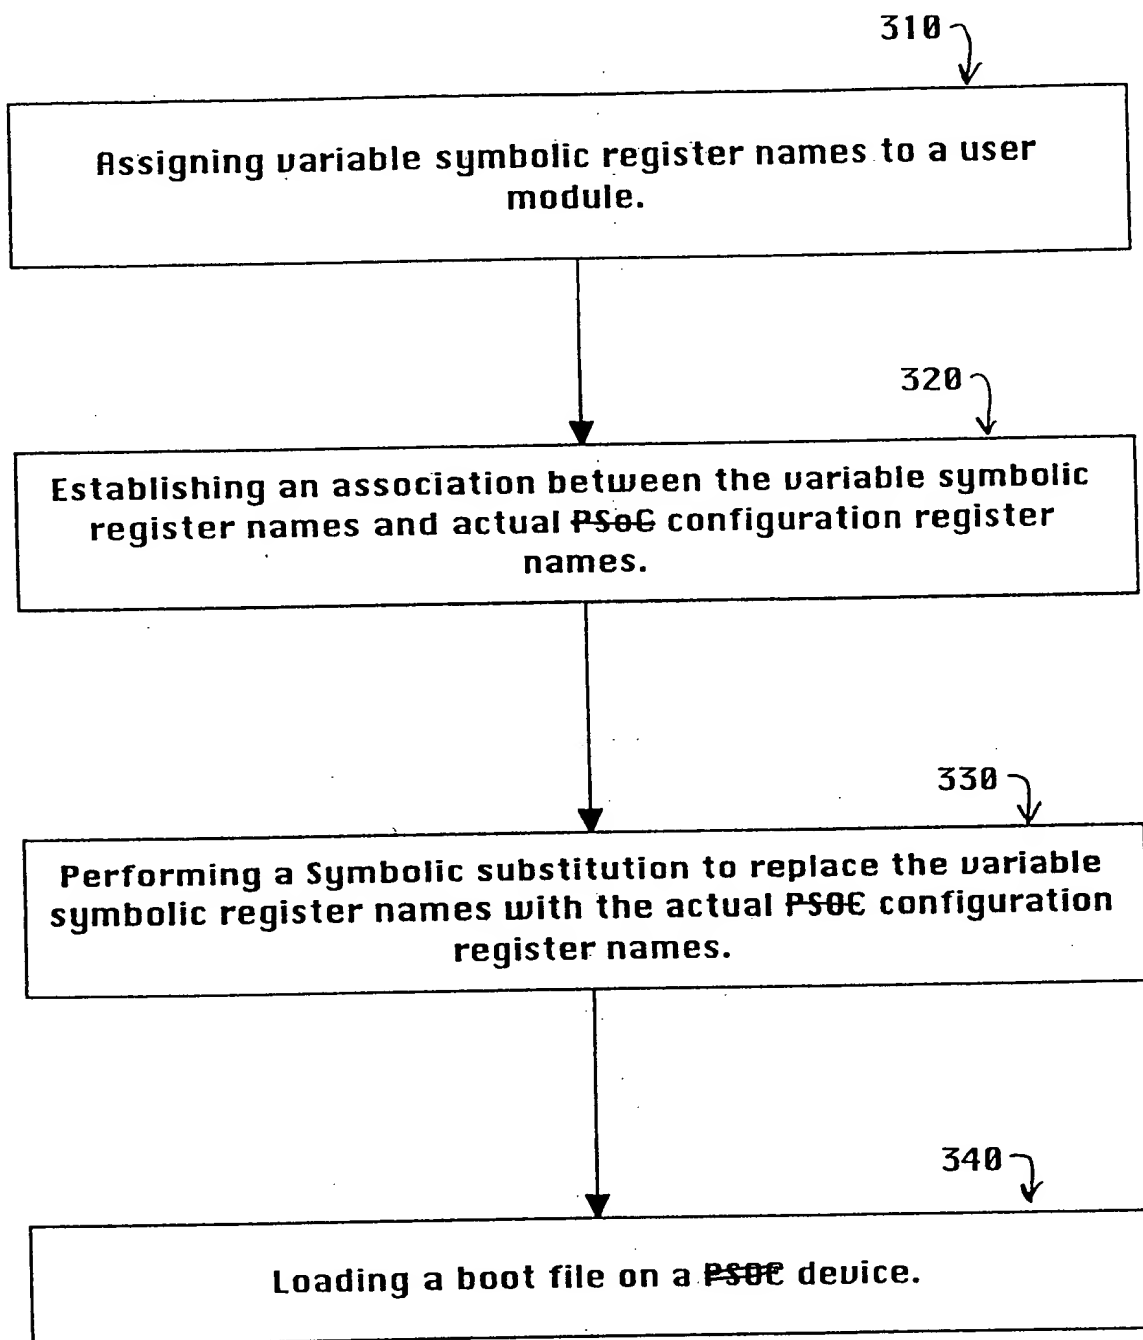 310
Assigning variable symbolic register names to a user
module.
320
Establishing an association between the variable symbolic
register names and actual PSoC configuration register
names.
330
Performing a Symbolic substitution to replace the variable
symbolic register names with the actual PSOC configuration
register names.
340
Loading a boot file on a PSOC device.